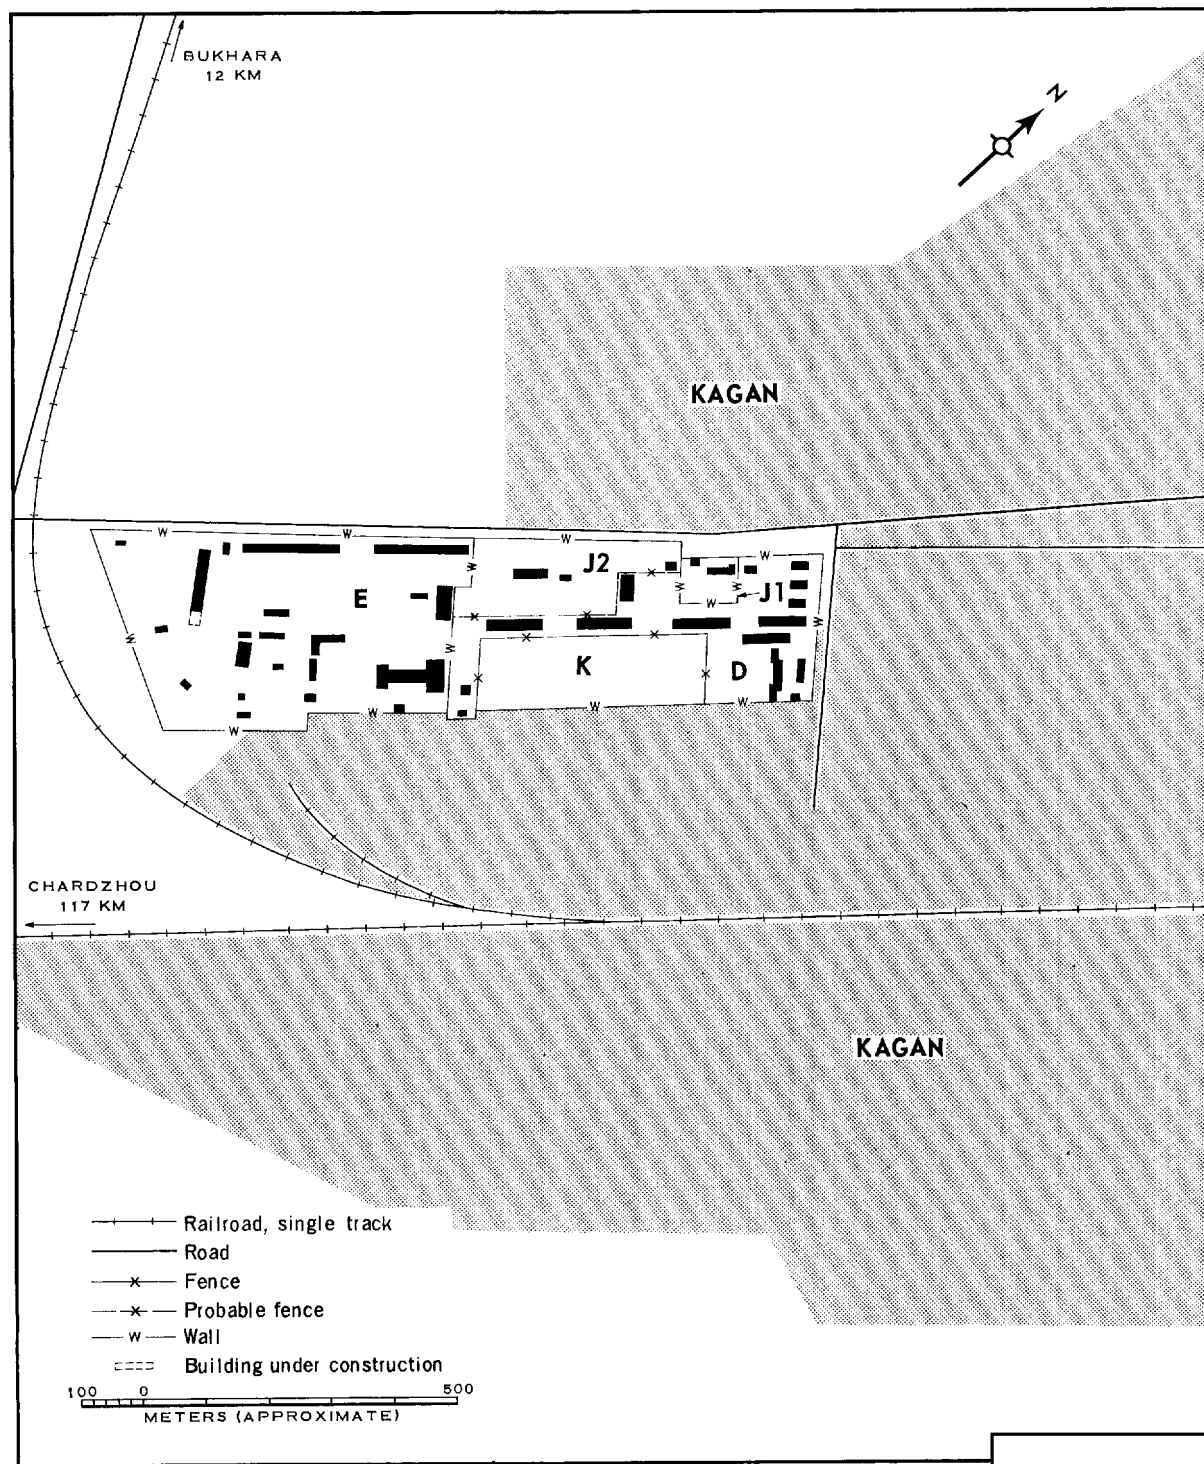 BUKHARA
12 KM
N
KAGAN
W W W W
J2
J1
E
K
D
CHARDZHOU
117 KM
KAGAN
Railroad, single track
Road
Fence
Probable fence
W Wall
Building under construction
100 0 500
METERS (APPROXIMATE)